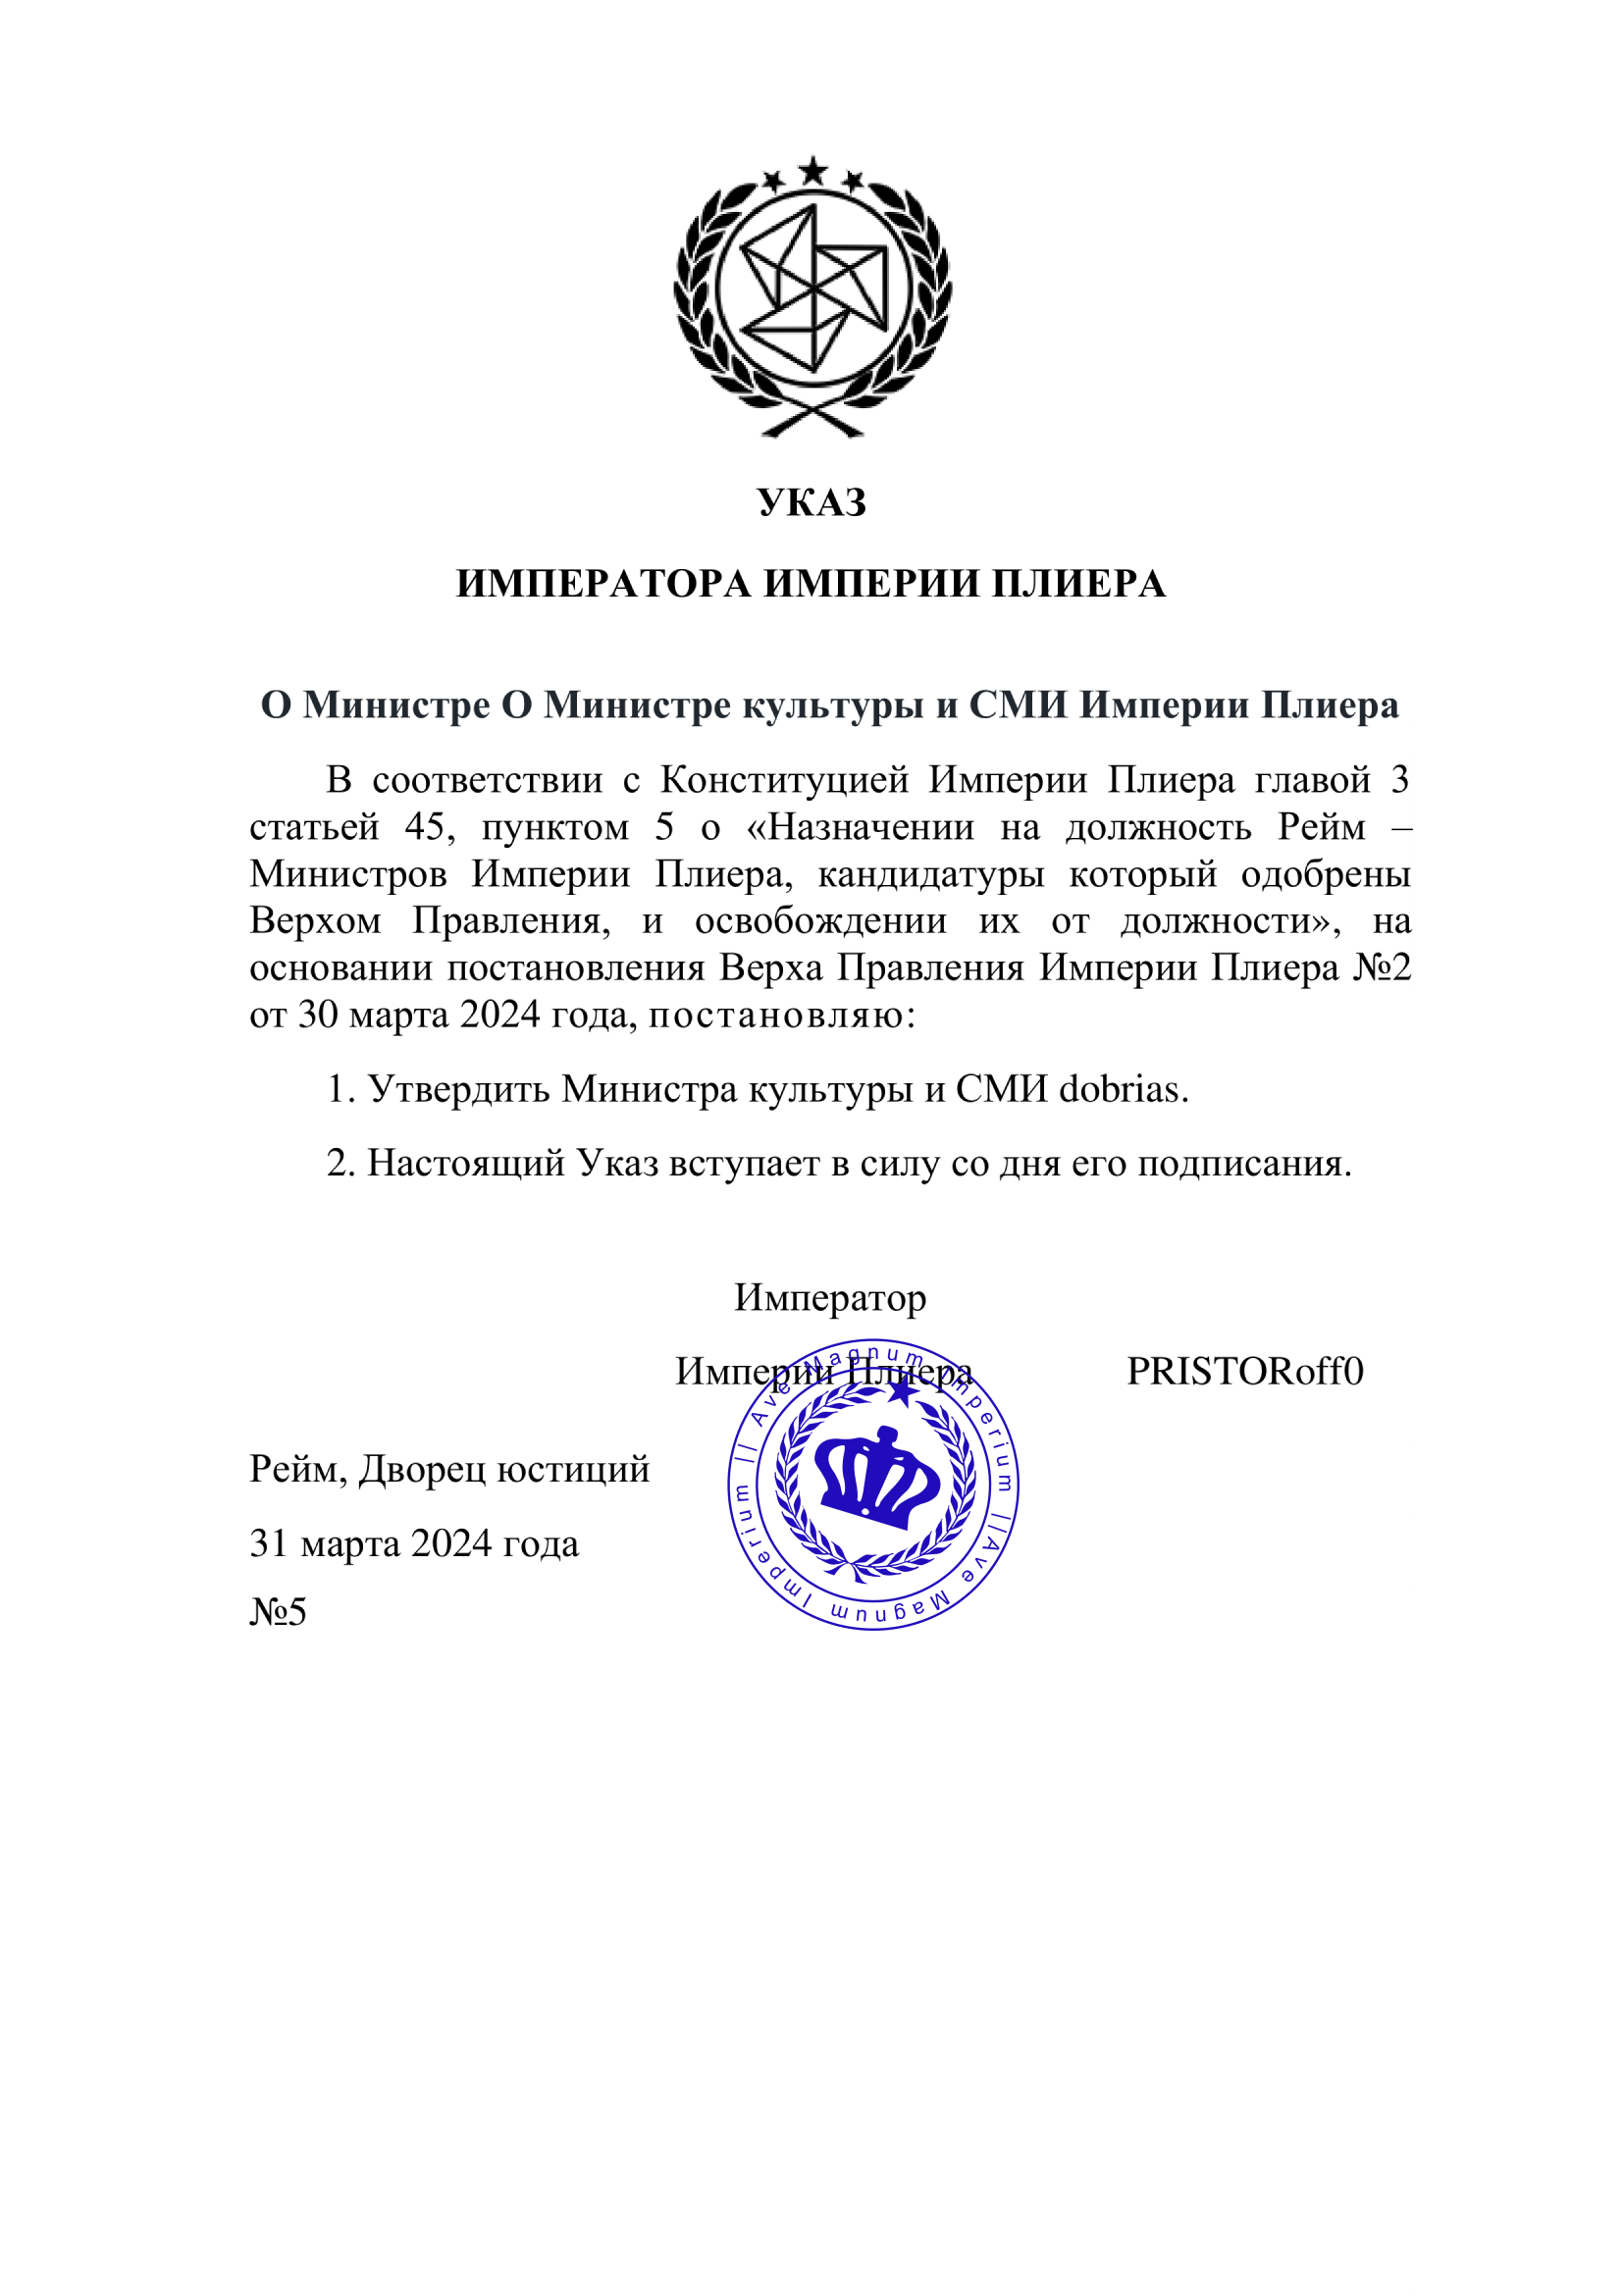 УКАЗ
ИМПЕРАТОРА ИМПЕРИИ ПЛИЕРА
О Министре О Министре культуры и СМИ Империи Плиера
В соответствии с Конституцией Империи Плиера главой 3
статьей 45, пунктом 5 о «Назначении на должность Рейм –
Министров Империи Плиера, кандидатуры который одобрены
Верхом Правления, и освобождении их от должности», на
основании постановления Верха Правления Империи Плиера №2
от 30 марта 2024 года, постановляю:
1. Утвердить Министра культуры и СМИ dobrias.
2. Настоящий Указ вступает в силу со дня его подписания.
Император
Империи Плиера PRISTORoff0
|| Ave Magnum Imperium ||Ave Magnum Imperium
Рейм, Дворец юстиций
31 марта 2024 года
№5